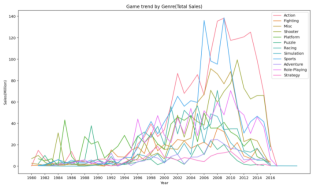 Game trend by Genre(Total Sales)
Action
Fighting
Misc
Shooter
Platform
Puzzle
Racing
Simulation
Sports
Adventure
Role-Playing
Strategy
140
120
100
80
60
40
20
0
Sales(Millions)
1980 1982 1984 1986 1988 1990 1992 1994 1996 1998 2000 2002 2004 2006 2008 2010 2012 2014 2016
Year